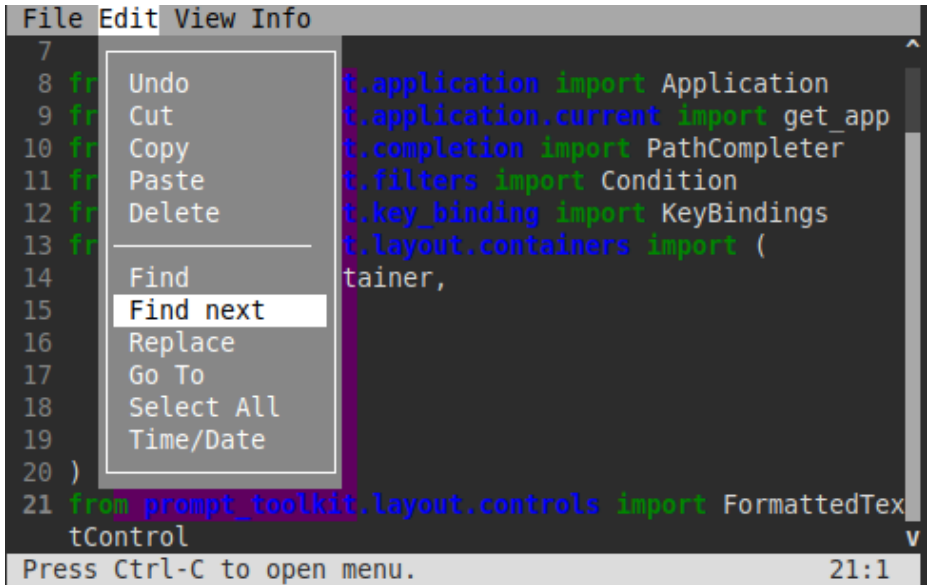 File Edit View Info
7
8 fr Undo t.application import Application
9 fr Cut t.application.current import get_app
10 fr Copy t.completion import PathCompleter
11 fr Paste t.filters import Condition
12 fr Delete t.key_binding import KeyBindings
13 fr t.layout.containers import (
14 Find tainer,
15 Find next
16 Replace
17 Go To
18 Select All
19 Time/Date
20 )
21 from prompt_toolkit.layout.controls import FormattedTex
tControl
Press Ctrl-C to open menu. 21:1